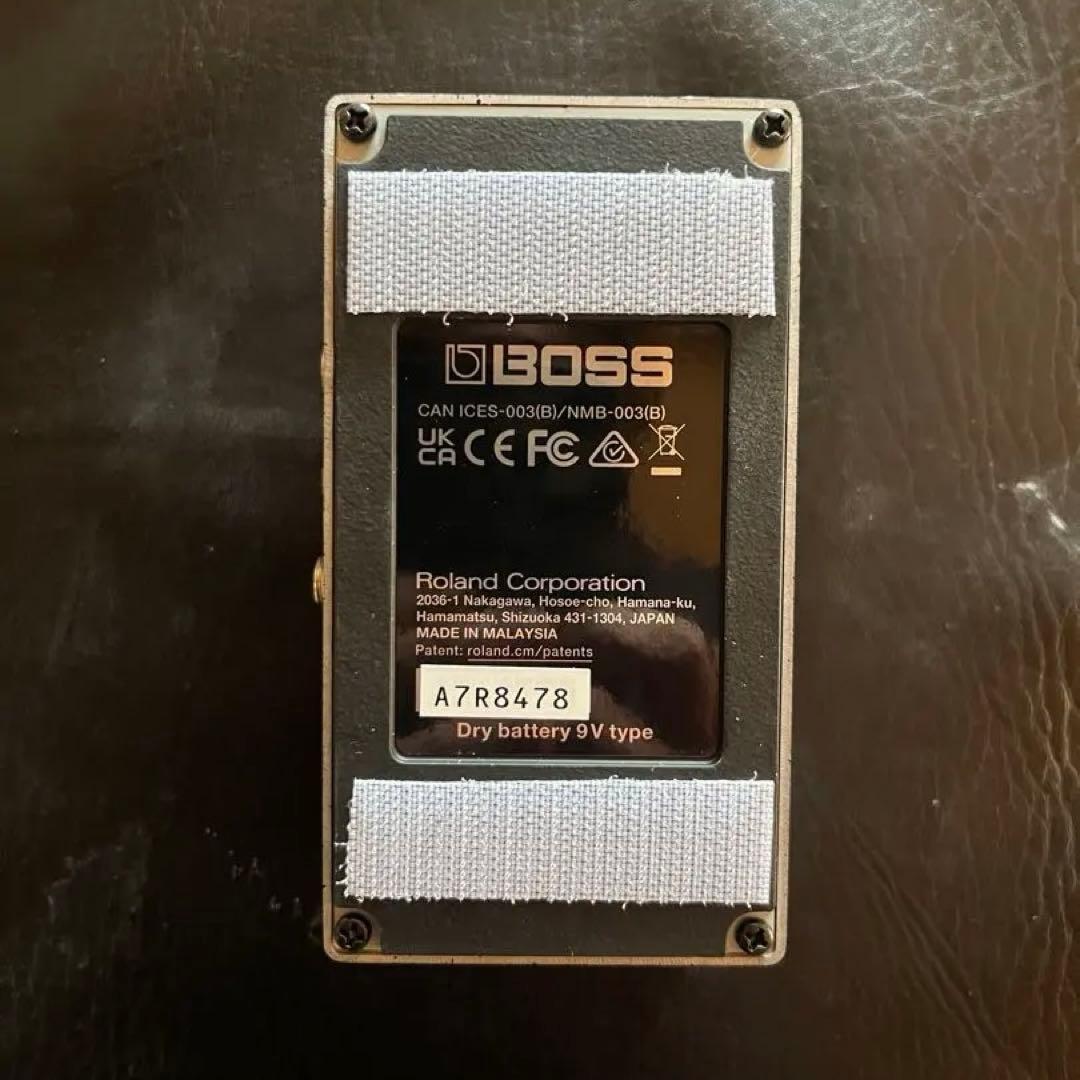 BOSS
CAN ICES-003(B)/NMB-003(B)
UK
CA CE FC
Roland Corporation
2036-1 Nakagawa, Hosoe-cho, Hamana-ku,
Hamamatsu, Shizuoka 431-1304, JAPAN
MADE IN MALAYSIA
Patent: roland.cm/patents
A7R8478
Dry battery 9V type